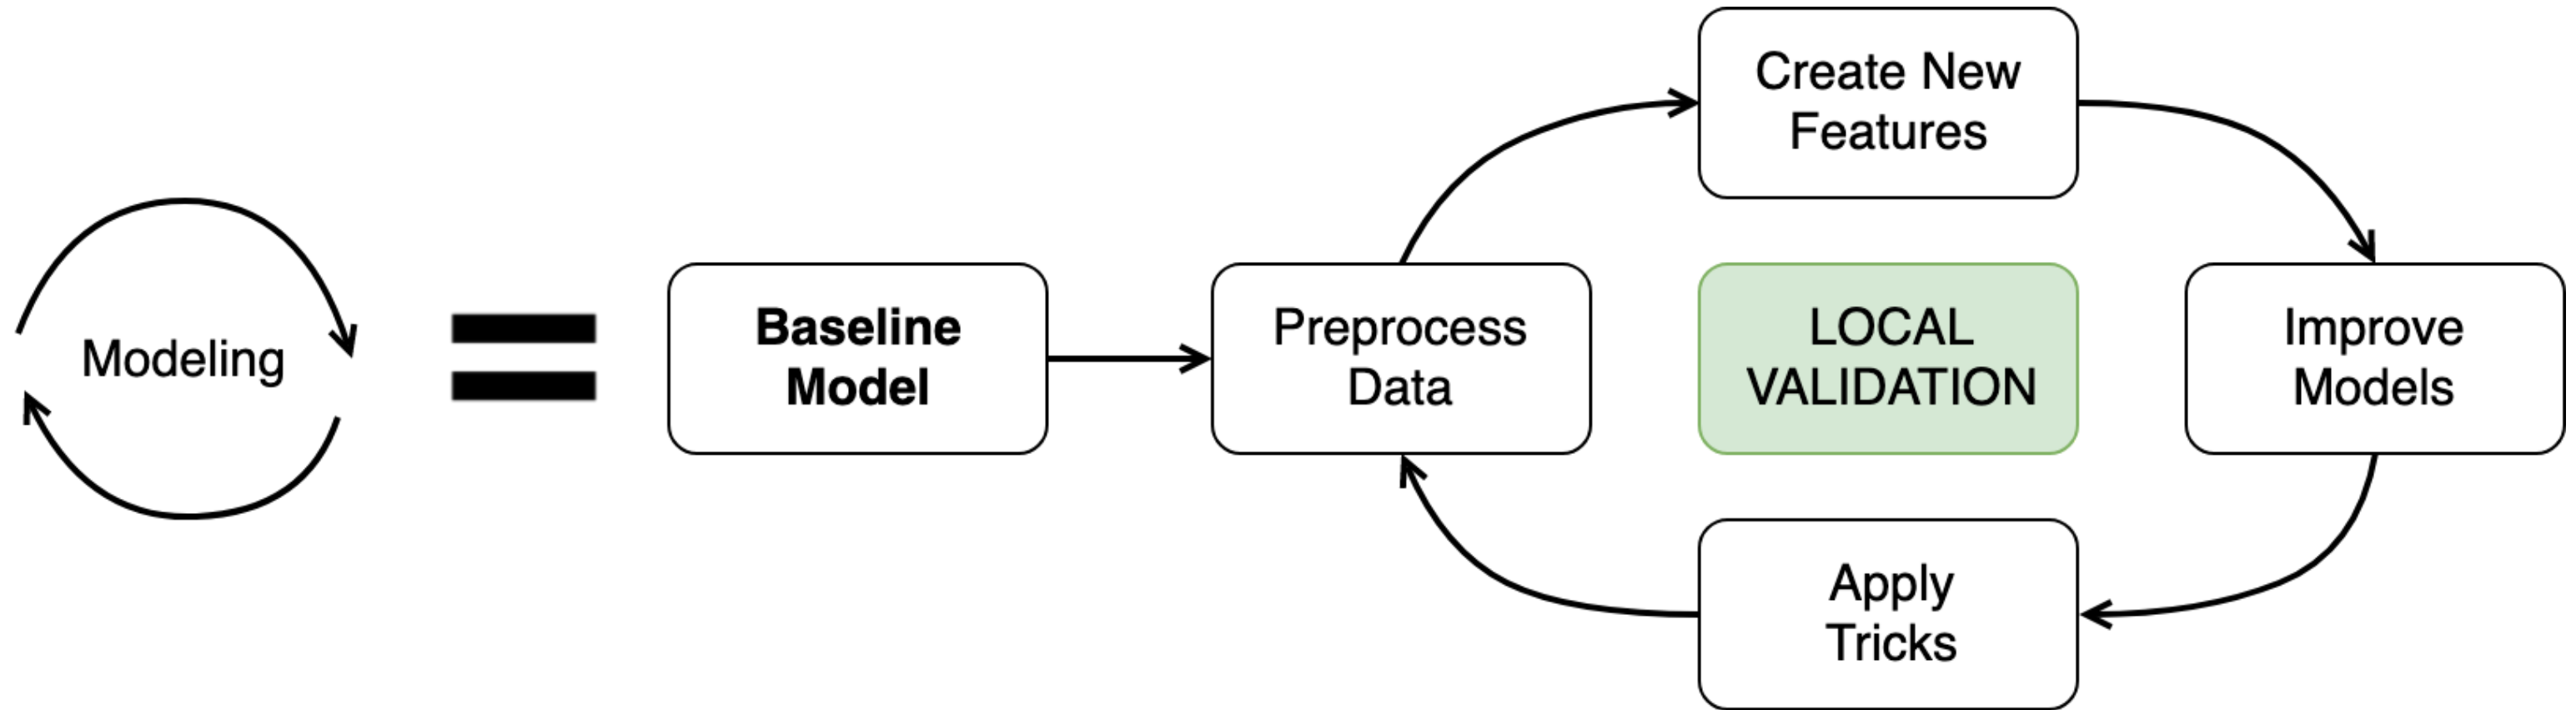 Modeling
Baseline
Model
Preprocess
Data
Create New
Features
LOCAL
VALIDATION
Improve
Models
Apply
Tricks